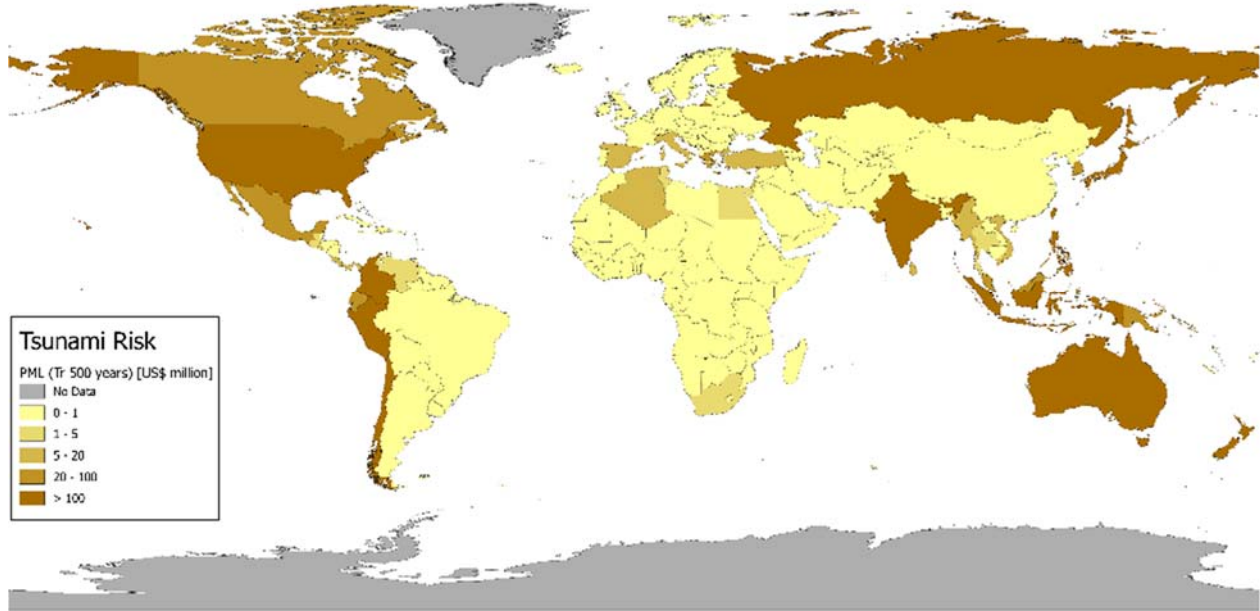 Tsunami Risk
PML (Tr 500 years) [US$ million]
No Data
0 - 1
1 - 5
5 - 20
20 - 100
> 100